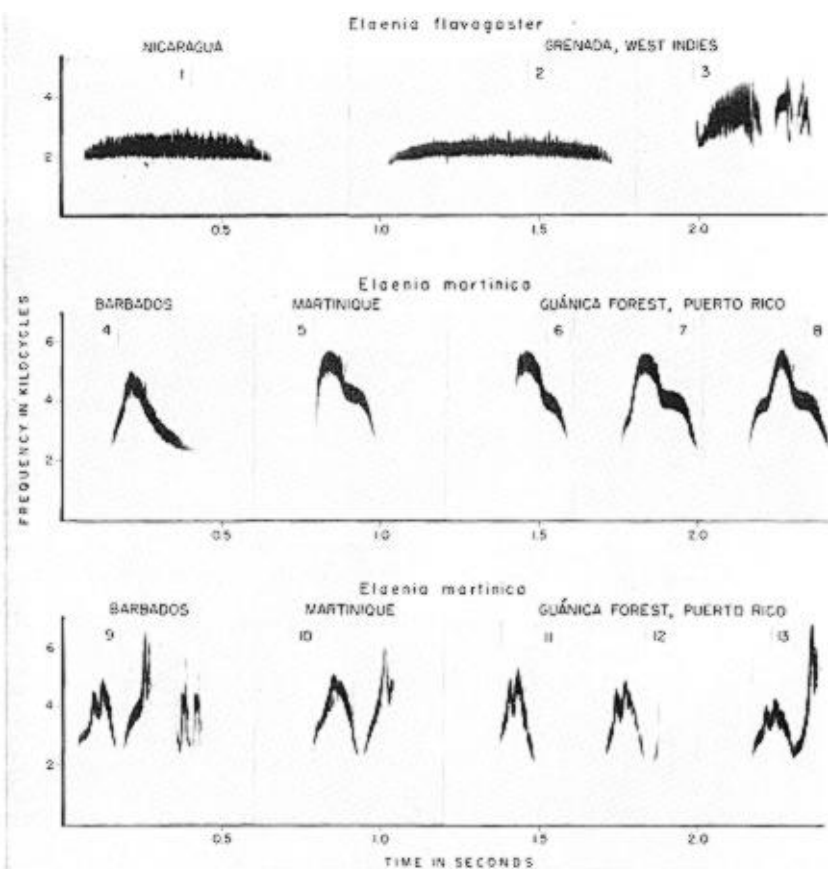 Elaenia flavogaster
NICARAGUA GRENADA, WEST INDIES
1 2 3
4
2
0.5 1.0 1.5 2.0
Elaenia martinica
BARBADOS MARTINIQUE GUÁNICA FOREST, PUERTO RICO
4 5 6 7 8
6
4
2
0.5 1.0 1.5 2.0
FREQUENCY IN KILOCYCLES
Elaenia martinica
BARBADOS MARTINIQUE GUÁNICA FOREST, PUERTO RICO
9 10 11 12 13
6
4
2
0.5 1.0 1.5 2.0
TIME IN SECONDS